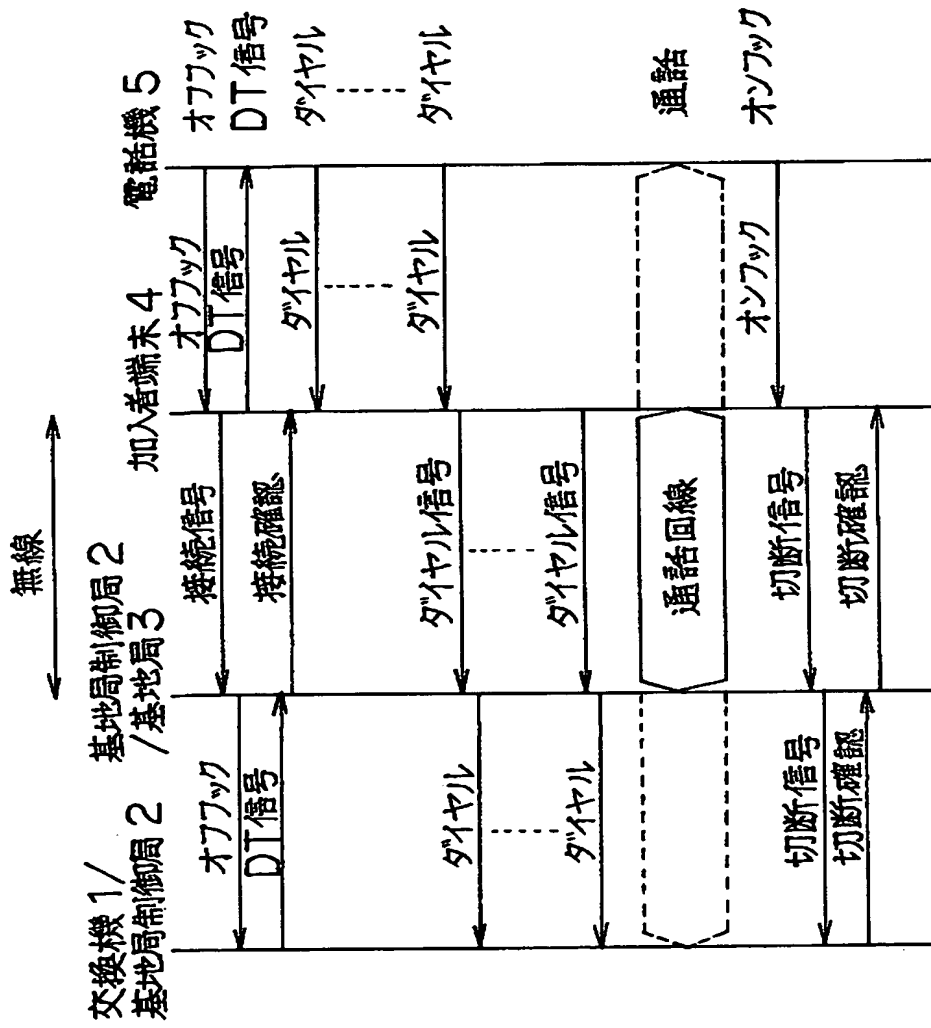 無線
交換機1/
基地局制御局2
基地局制御局2
/基地局3
加入者端末4
電話機5
オフフック
DT信号
接続信号
接続確認
オフフック
DT信号
オフフック
DT信号
ダイヤル
ダイヤル
ダイヤル
ダイヤル
ダイヤル信号
ダイヤル信号
ダイヤル
ダイヤル
通話回線
通話
オンフック
オンフック
切断信号
切断確認
切断信号
切断確認